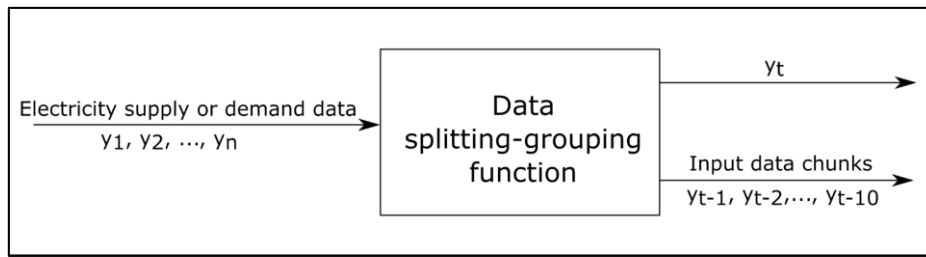 Electricity supply or demand data
y1, y2, ..., yn
Data
splitting-grouping
function
yt
Input data chunks
yt-1, yt-2,..., yt-10